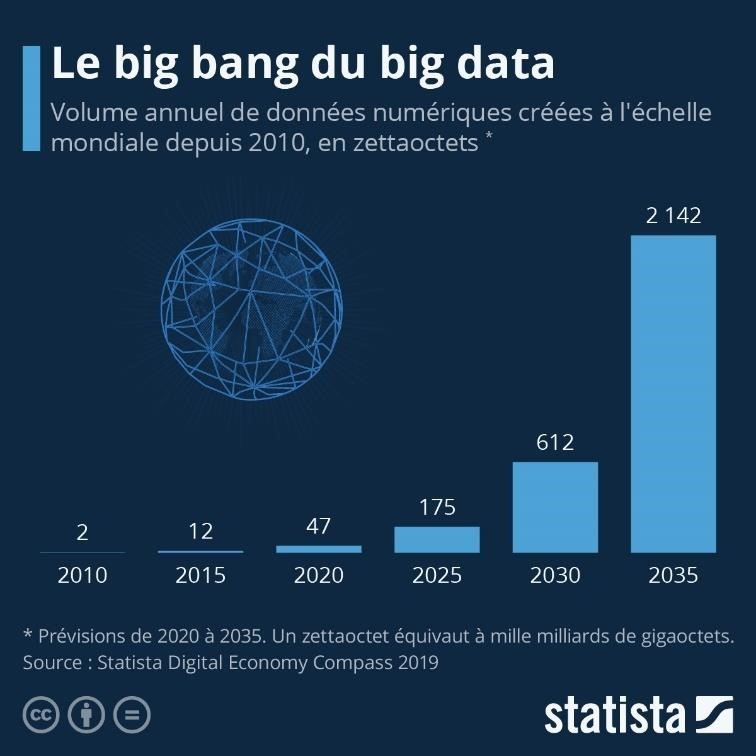 Le big bang du big data
Volume annuel de données numériques créées à l'échelle
mondiale depuis 2010, en zettaoctets *
2 142
612
175
47
12
2
2010 2015 2020 2025 2030 2035
* Prévisions de 2020 à 2035. Un zettaoctet équivaut à mille milliards de gigaoctets.
Source : Statista Digital Economy Compass 2019
cc
statista